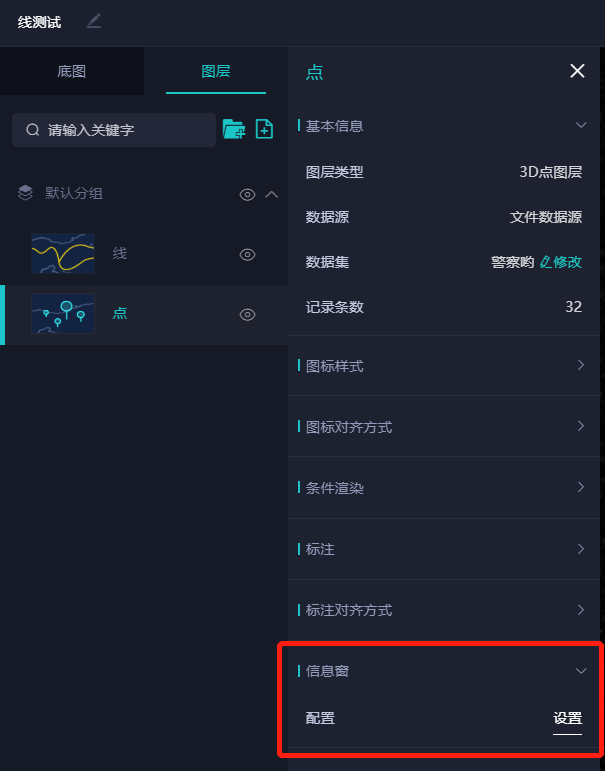 线测试
底图
图层
请输入关键字
默认分组
线
点
点
基本信息
图层类型 3D点图层
数据源 文件数据源
数据集 警察哟 修改
记录条数 32
图标样式
图标对齐方式
条件渲染
标注
标注对齐方式
信息窗
配置 设置